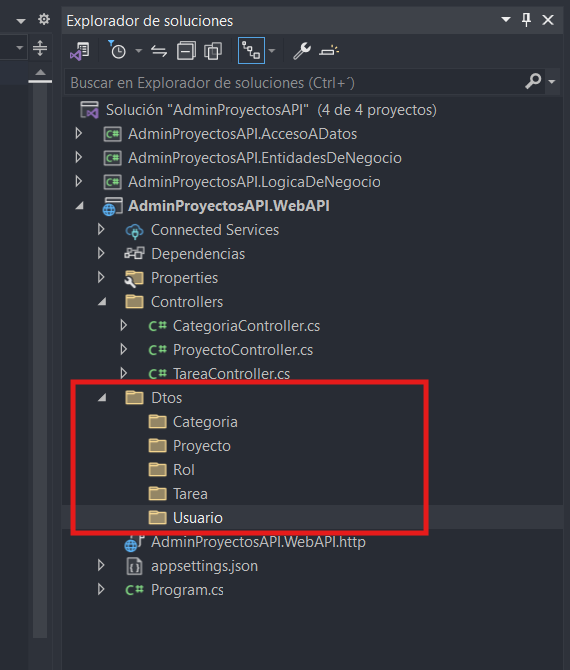 Explorador de soluciones
Buscar en Explorador de soluciones (Ctrl+´)
Solución "AdminProyectosAPI" (4 de 4 proyectos)
C# AdminProyectosAPI.AccesoADatos
C# AdminProyectosAPI.EntidadesDeNegocio
C# AdminProyectosAPI.LogicaDeNegocio
AdminProyectosAPI.WebAPI
Connected Services
Dependencias
Properties
Controllers
C# CategoriaController.cs
C# ProyectoController.cs
C# TareaController.cs
Dtos
Categoria
Proyecto
Rol
Tarea
Usuario
AdminProyectosAPI.WebAPI.http
appsettings.json
C# Program.cs